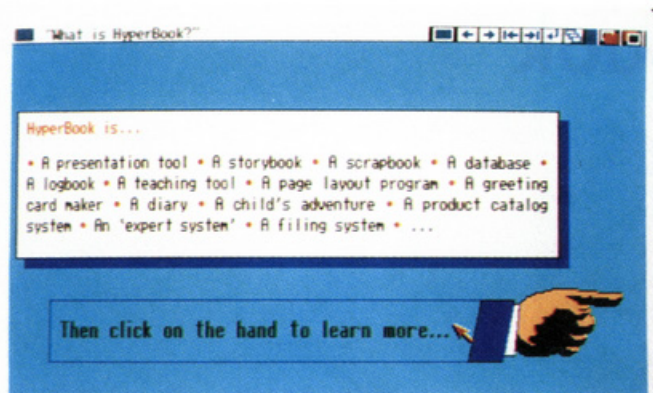 "What is HyperBook?"
HyperBook is...
• A presentation tool • A storybook • A scrapbook • A database •
A logbook • A teaching tool • A page layout program • A greeting
card maker • A diary • A child's adventure • A product catalog
system • An 'expert system' • A filing system • ...
Then click on the hand to learn more...